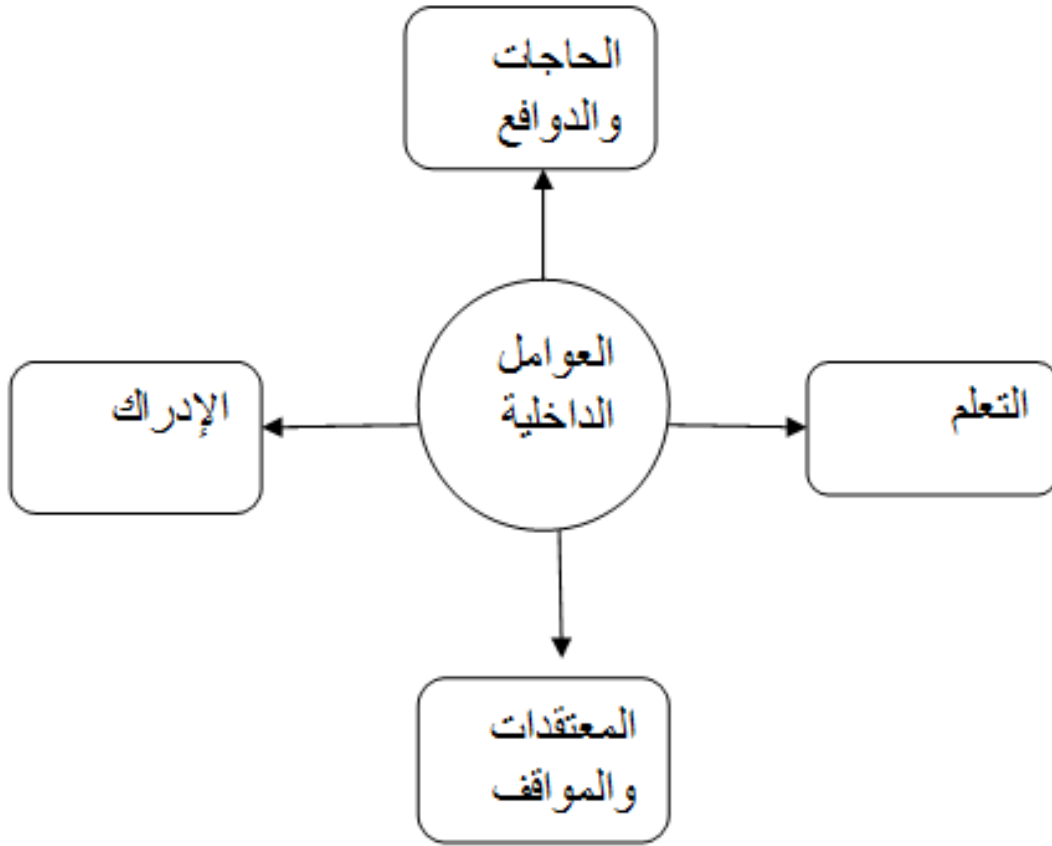 الحاجات
والدوافع
العوامل
الداخلية
التعلم
الإدراك
المعتقدات
والمواقف